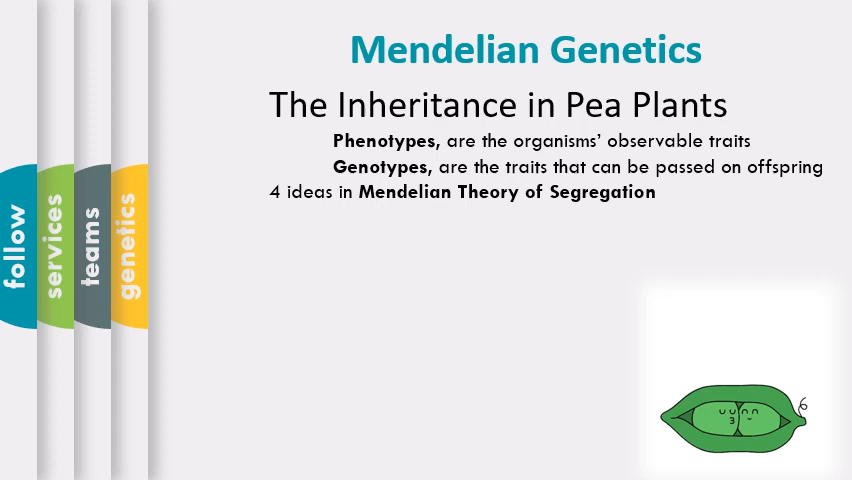 Mendelian Genetics
The Inheritance in Pea Plants
Phenotypes, are the organisms’ observable traits
Genotypes, are the traits that can be passed on offspring
4 ideas in Mendelian Theory of Segregation
follow
services
teams
genetics